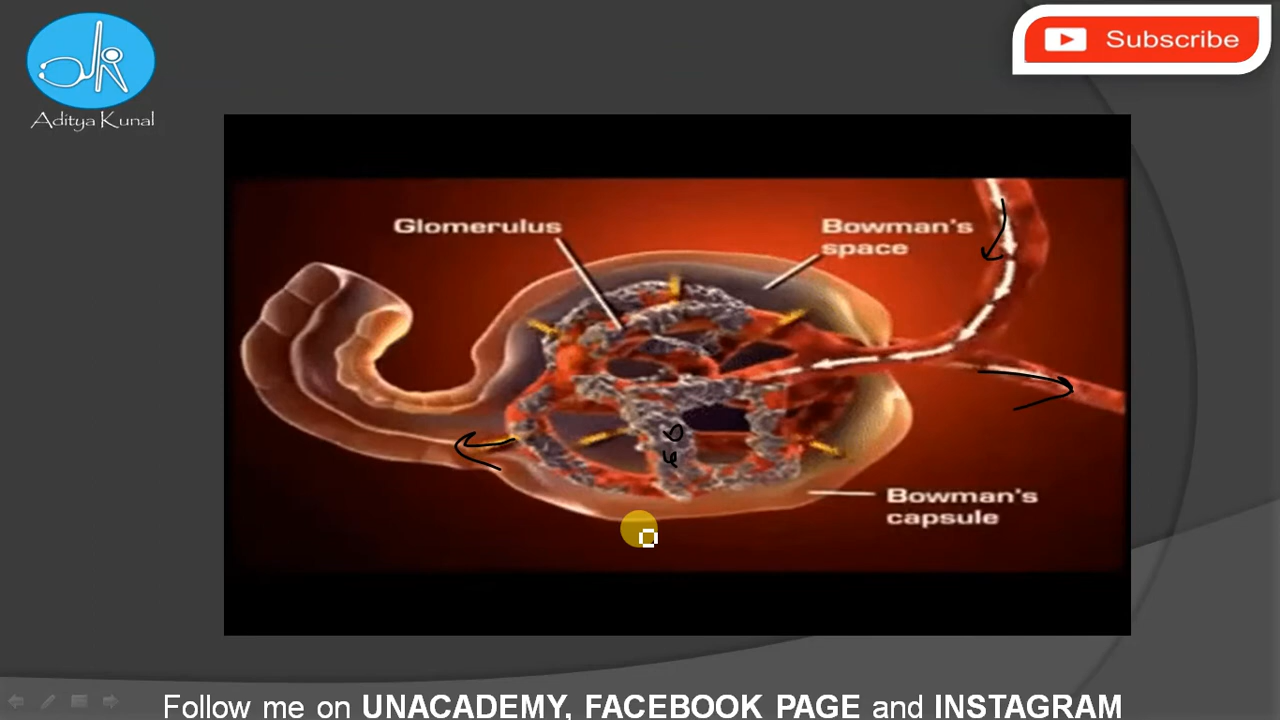 Aditya Kunal
Subscribe
Glomerulus
Bowman's
space
Bowman's
capsule
Follow me on UNACADEMY, FACEBOOK PAGE and INSTAGRAM